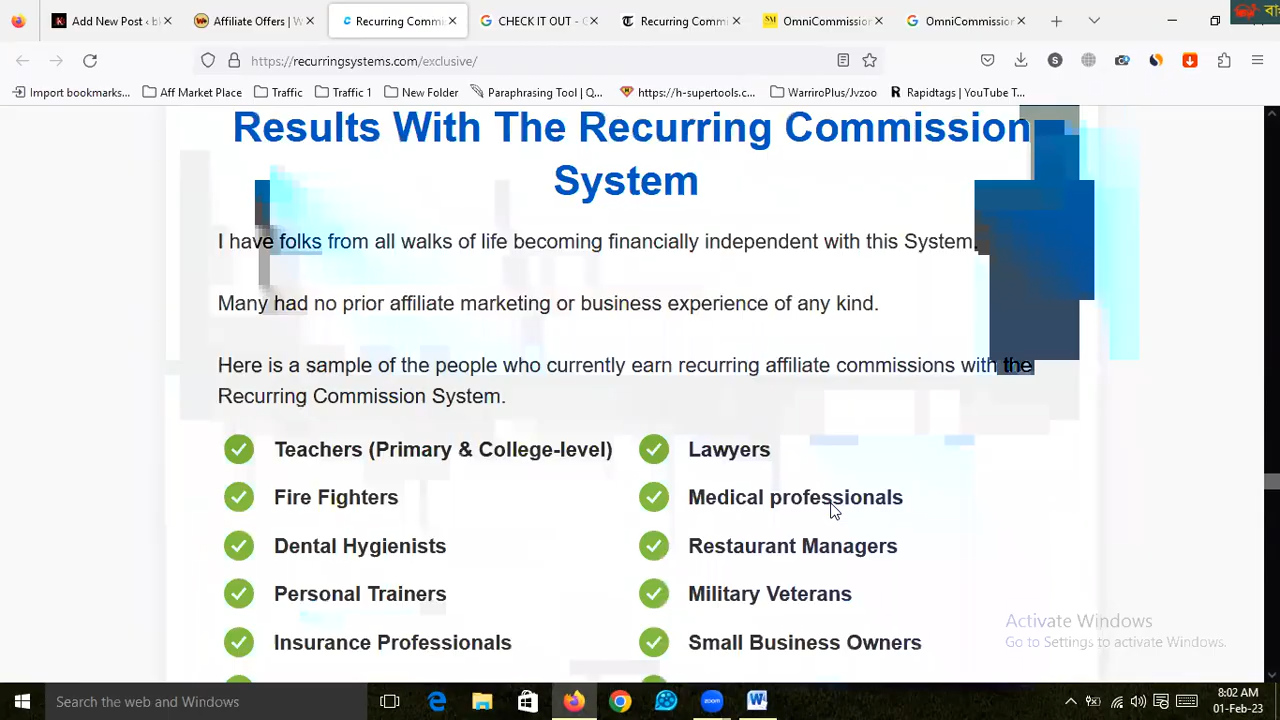 Add New Post ‹ b
Affiliate Offers | W
Recurring Commi
CHECK IT OUT - G
Recurring Comm
OmniCommission
OmniCommission
https://recurringsystems.com/exclusive/
Import bookmarks...
Aff Market Place
Traffic
Traffic 1
New Folder
Paraphrasing Tool | Q...
https://h-supertools.c...
WarriroPlus/Jvzoo
Rapidtags | YouTube T...
Results With The Recurring Commission
System
I have folks from all walks of life becoming financially independent with this System.
Many had no prior affiliate marketing or business experience of any kind.
Here is a sample of the people who currently earn recurring affiliate commissions with the
Recurring Commission System.
Teachers (Primary & College-level)
Lawyers
Fire Fighters
Medical professionals
Dental Hygienists
Restaurant Managers
Personal Trainers
Military Veterans
Insurance Professionals
Small Business Owners
Activate Windows
Go to Settings to activate Windows.
Search the web and Windows
zoom
8:02 AM
01-Feb-23